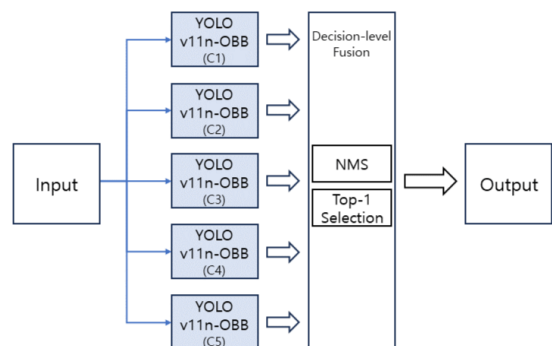 Input
YOLO
v11n-OBB
(C1)
YOLO
v11n-OBB
(C2)
YOLO
v11n-OBB
(C3)
YOLO
v11n-OBB
(C4)
YOLO
v11n-OBB
(C5)
Decision-level
Fusion
NMS
Top-1
Selection
Output